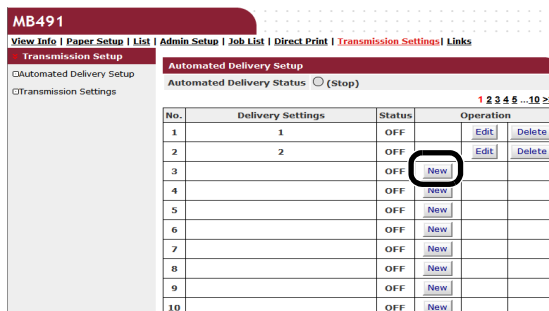 MB491
View Info | Paper Setup | List | Admin Setup | Job List | Direct Print | Transmission Settings| Links
Transmission Setup
Automated Delivery Setup
Transmission Settings
Automated Delivery Setup
Automated Delivery Status (Stop)
1 2 3 4 5 ...10 >
No. Delivery Settings Status Operation
1 1 OFF Edit Delete
2 2 OFF Edit Delete
3 OFF New
4 OFF New
5 OFF New
6 OFF New
7 OFF New
8 OFF New
9 OFF New
10 OFF New